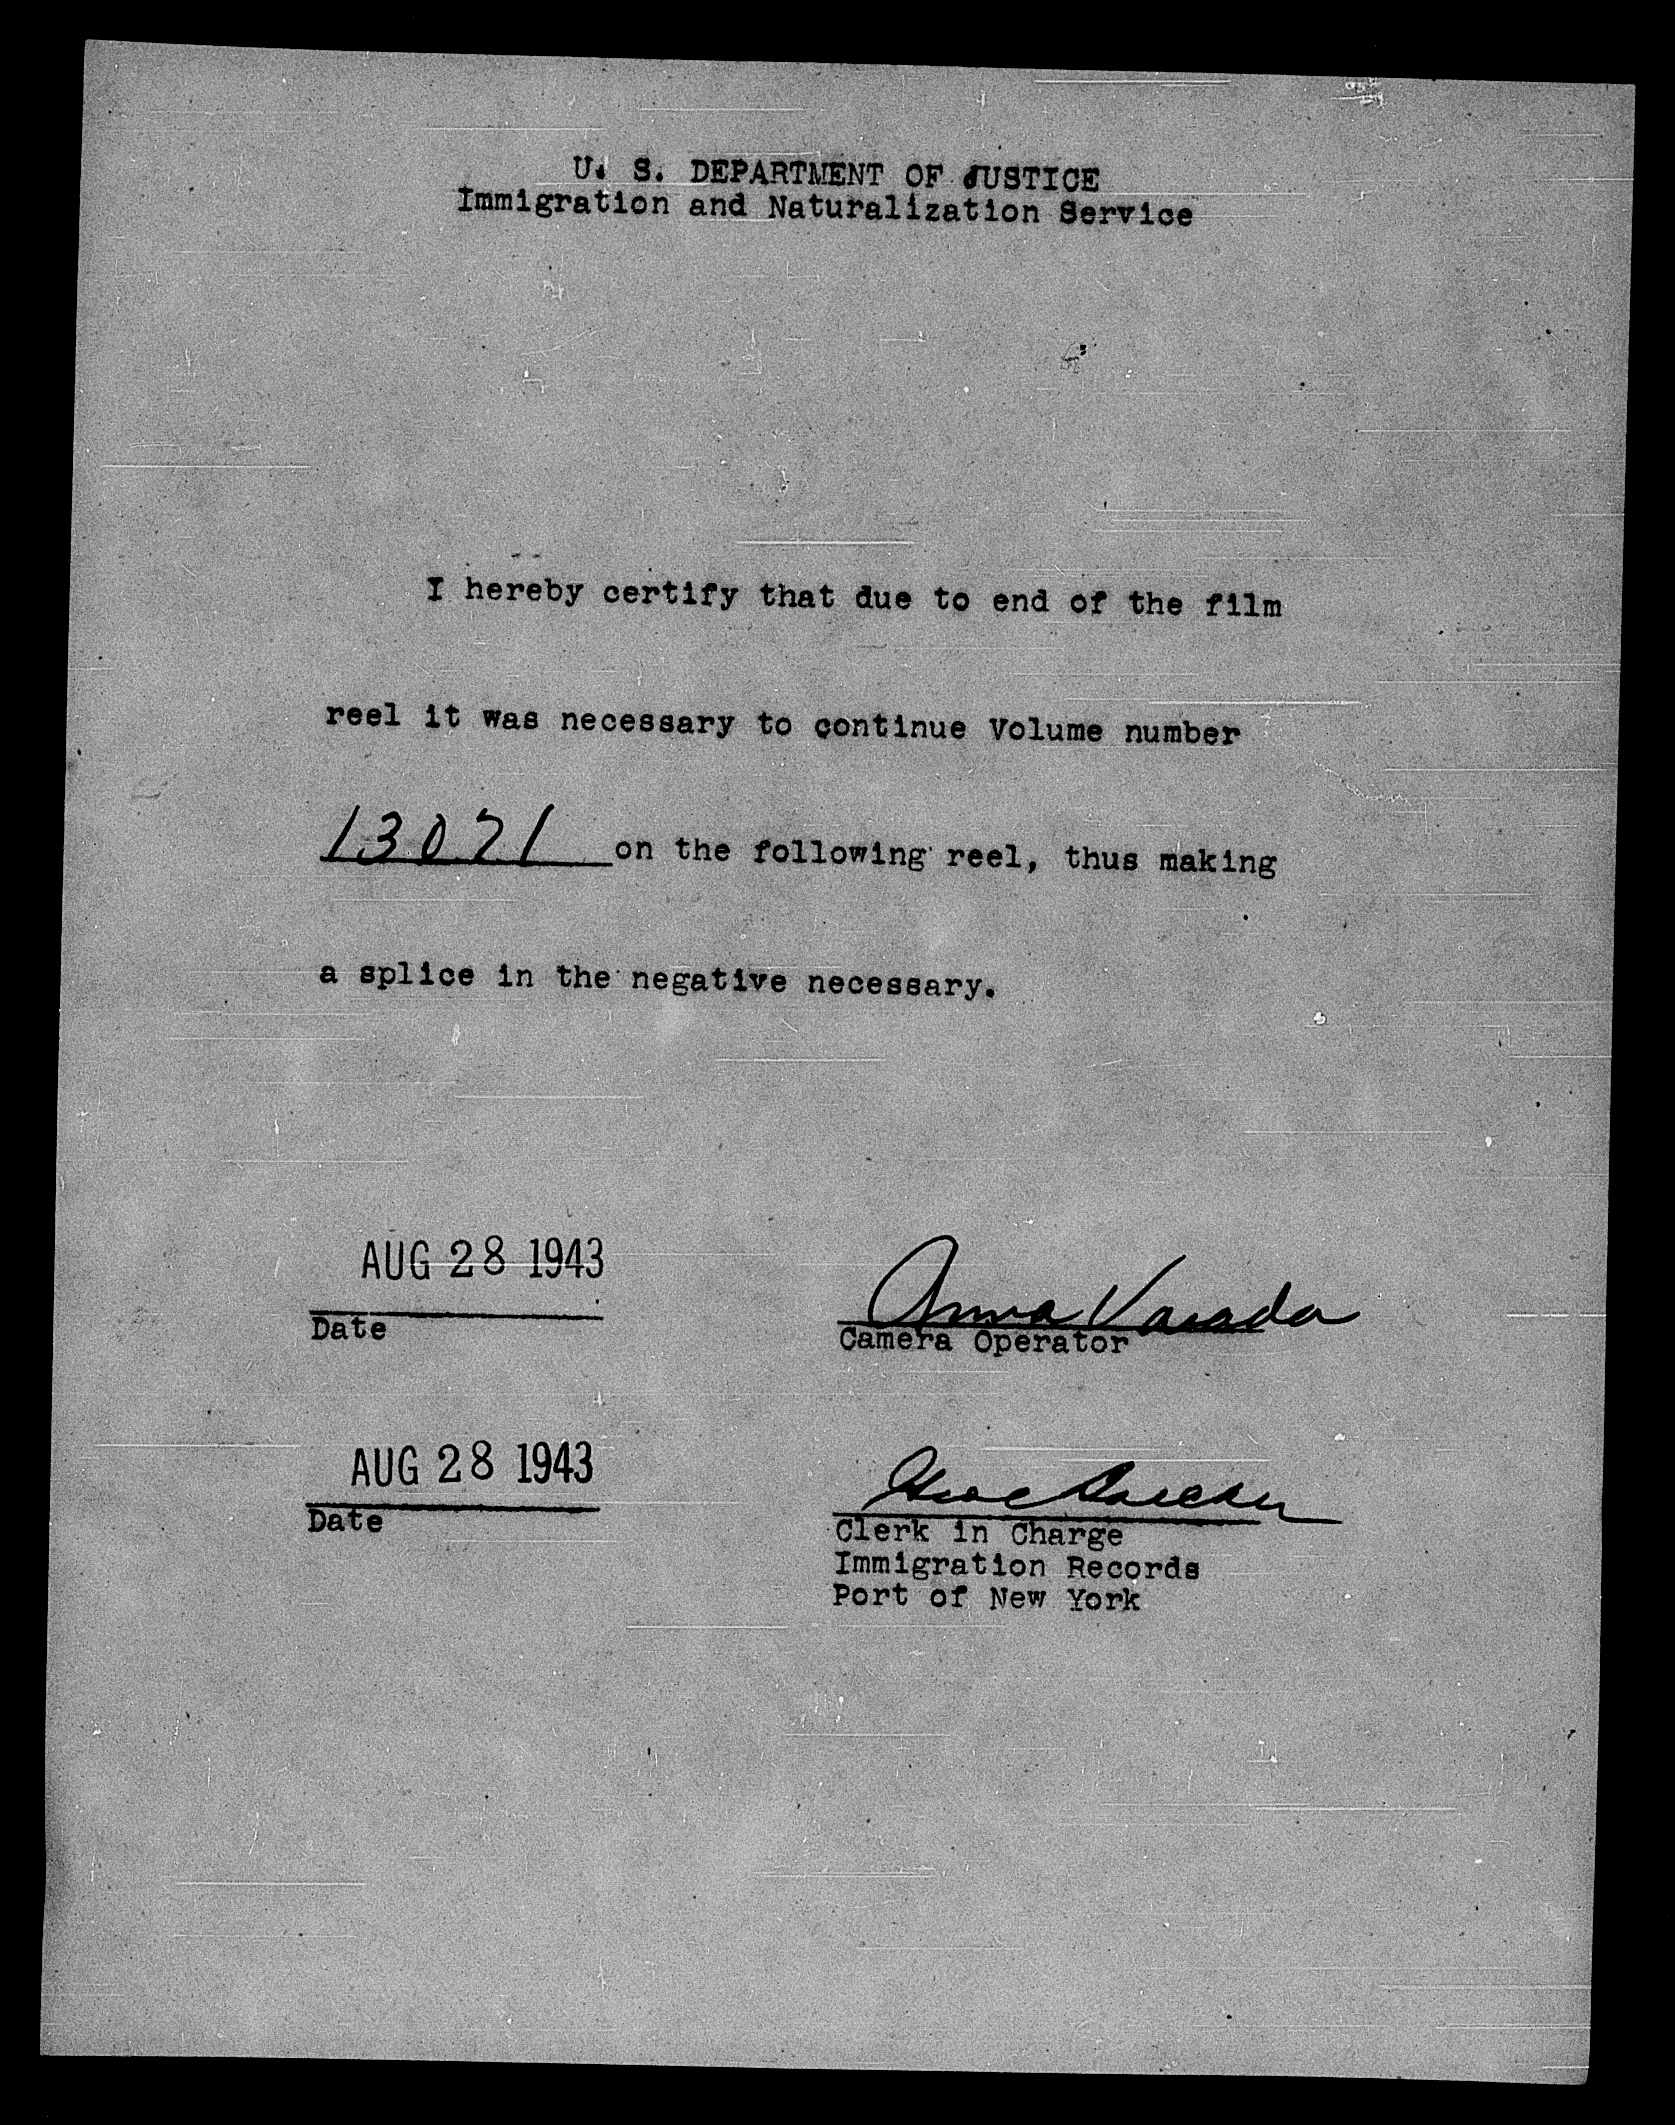 U. S. DEPARTMENT OF JUSTICE
Immigration and Naturalization Service
I hereby certify that due to end of the film
reel it was necessary to continue Volume number
13071 on the following reel, thus making
a splice in the negative necessary.
AUG 28 1943
Date
Anna
Camera Operator
AUG 28 1943
Date
Clerk in Charge
Immigration Records
Port of New York